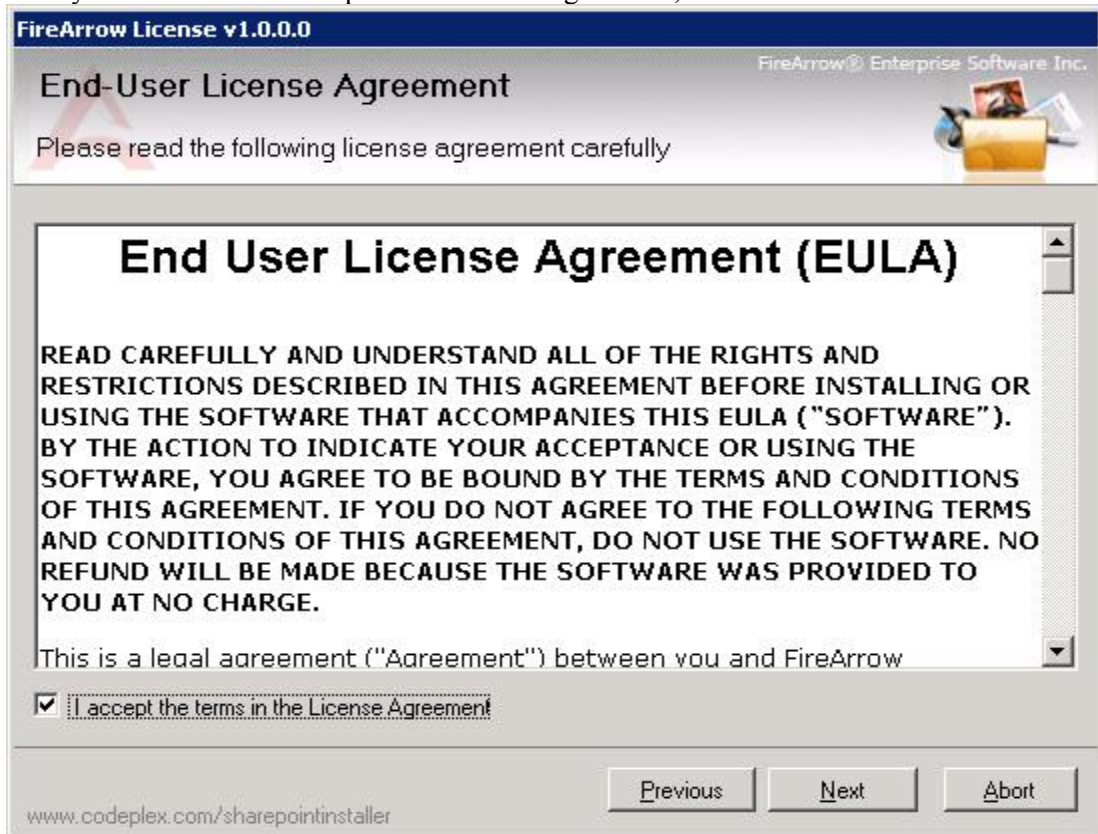 FireArrow License v1.0.0.0
FireArrow® Enterprise Software Inc.
End-User License Agreement
Please read the following license agreement carefully
End User License Agreement (EULA)
READ CAREFULLY AND UNDERSTAND ALL OF THE RIGHTS AND
RESTRICTIONS DESCRIBED IN THIS AGREEMENT BEFORE INSTALLING OR
USING THE SOFTWARE THAT ACCOMPANIES THIS EULA ("SOFTWARE").
BY THE ACTION TO INDICATE YOUR ACCEPTANCE OR USING THE
SOFTWARE, YOU AGREE TO BE BOUND BY THE TERMS AND CONDITIONS
OF THIS AGREEMENT. IF YOU DO NOT AGREE TO THE FOLLOWING TERMS
AND CONDITIONS OF THIS AGREEMENT, DO NOT USE THE SOFTWARE. NO
REFUND WILL BE MADE BECAUSE THE SOFTWARE WAS PROVIDED TO
YOU AT NO CHARGE.
This is a legal agreement ("Agreement") between you and FireArrow
I accept the terms in the License Agreement
Previous Next Abort
www.codeplex.com/sharepointinstaller